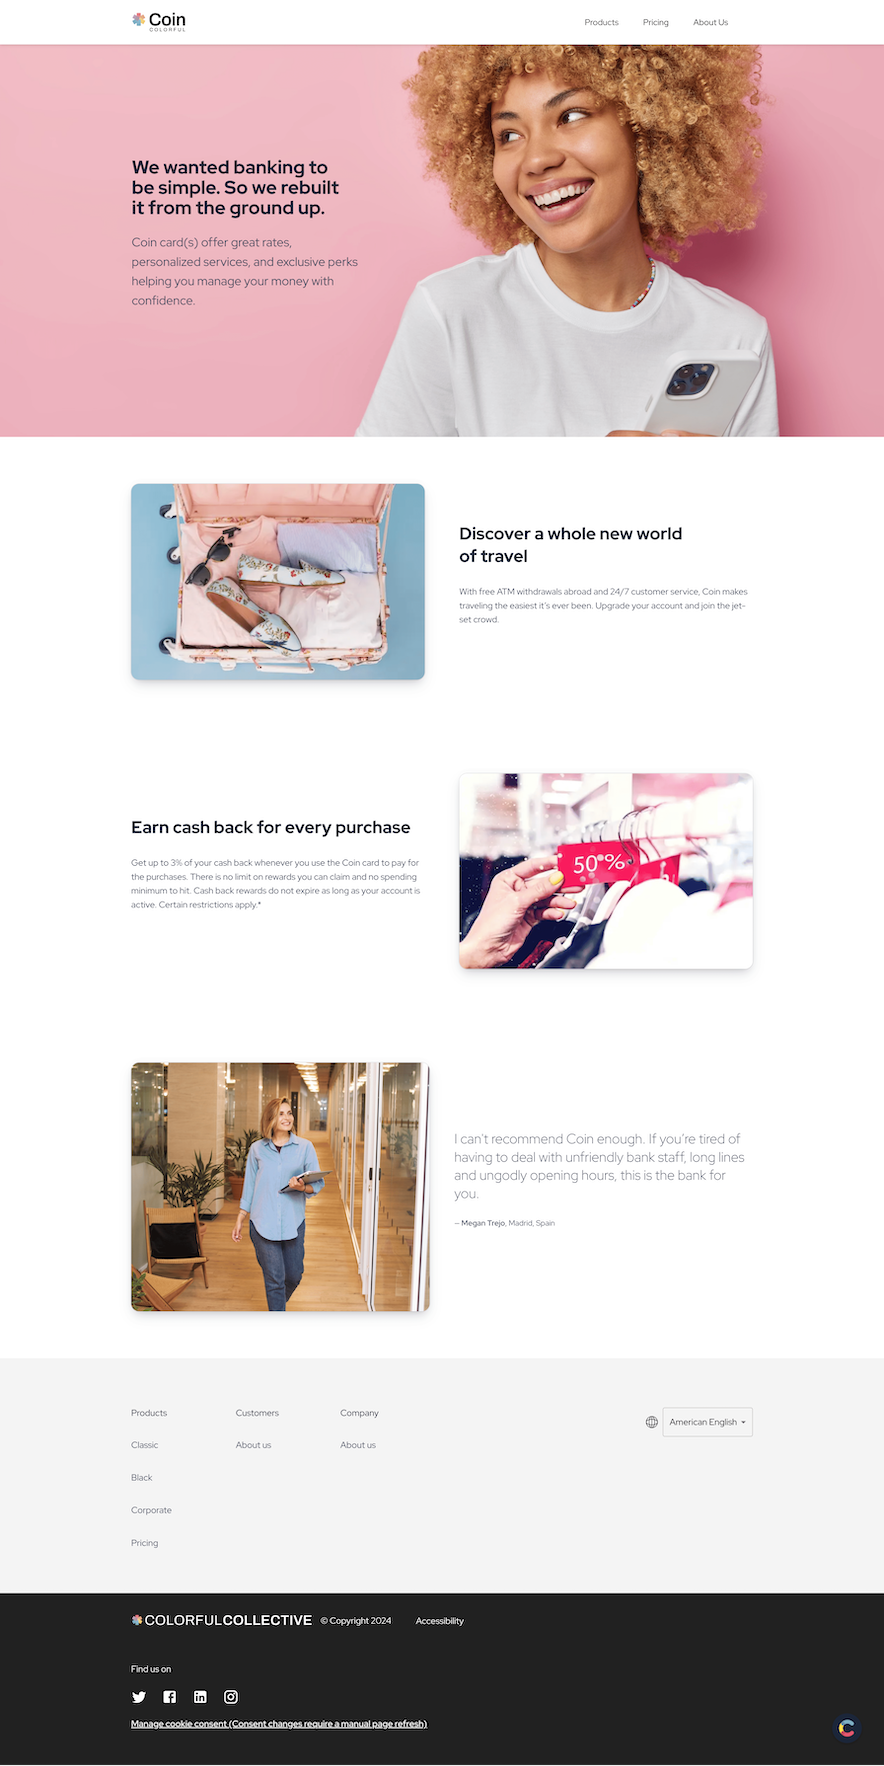 Coin
COLORFUL
Products Pricing About Us
We wanted banking to
be simple. So we rebuilt
it from the ground up.
Coin card(s) offer great rates,
personalized services, and exclusive perks
helping you manage your money with
confidence.
Discover a whole new world
of travel
With free ATM withdrawals abroad and 24/7 customer service, Coin makes
traveling the easiest it's ever been. Upgrade your account and join the jet-
set crowd.
Earn cash back for every purchase
Get up to 3% of your cash back whenever you use the Coin card to pay for
the purchases. There is no limit on rewards you can claim and no spending
minimum to hit. Cash back rewards do not expire as long as your account is
active. Certain restrictions apply.*
50%
I can't recommend Coin enough. If you're tired of
having to deal with unfriendly bank staff, long lines
and ungodly opening hours, this is the bank for
you.
— Megan Trejo, Madrid, Spain
Products Customers Company
American English
Classic About us About us
Black
Corporate
Pricing
COLORFULCOLLECTIVE © Copyright 2024 Accessibility
Find us on
Manage cookie consent (Consent changes require a manual page refresh)